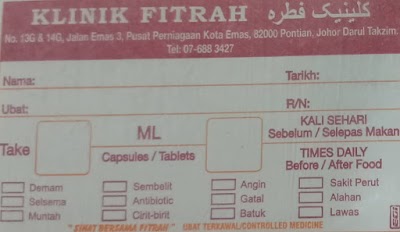 KLINIK FITRAH كلينيک فطره
No. 13G & 14G, Jalan Emas 3, Pusat Perniagaan Kota Emas, 82000 Pontian, Johor Darul Takzim.
Tel: 07-688 3427
Nama: Tarikh:
Ubat: R/N:
Take ML KALI SEHARI
Sebelum / Selepas Makan
Capsules / Tablets TIMES DAILY
Before / After Food
Demam Sembelit Angin Sakit Perut
Selsema Antibiotic Gatal Alahan
Muntah Cirit-birit Batuk Lawas
"SIHAT BERSAMA FITRAH" UBAT TERKAWAL/CONTROLLED MEDICINE